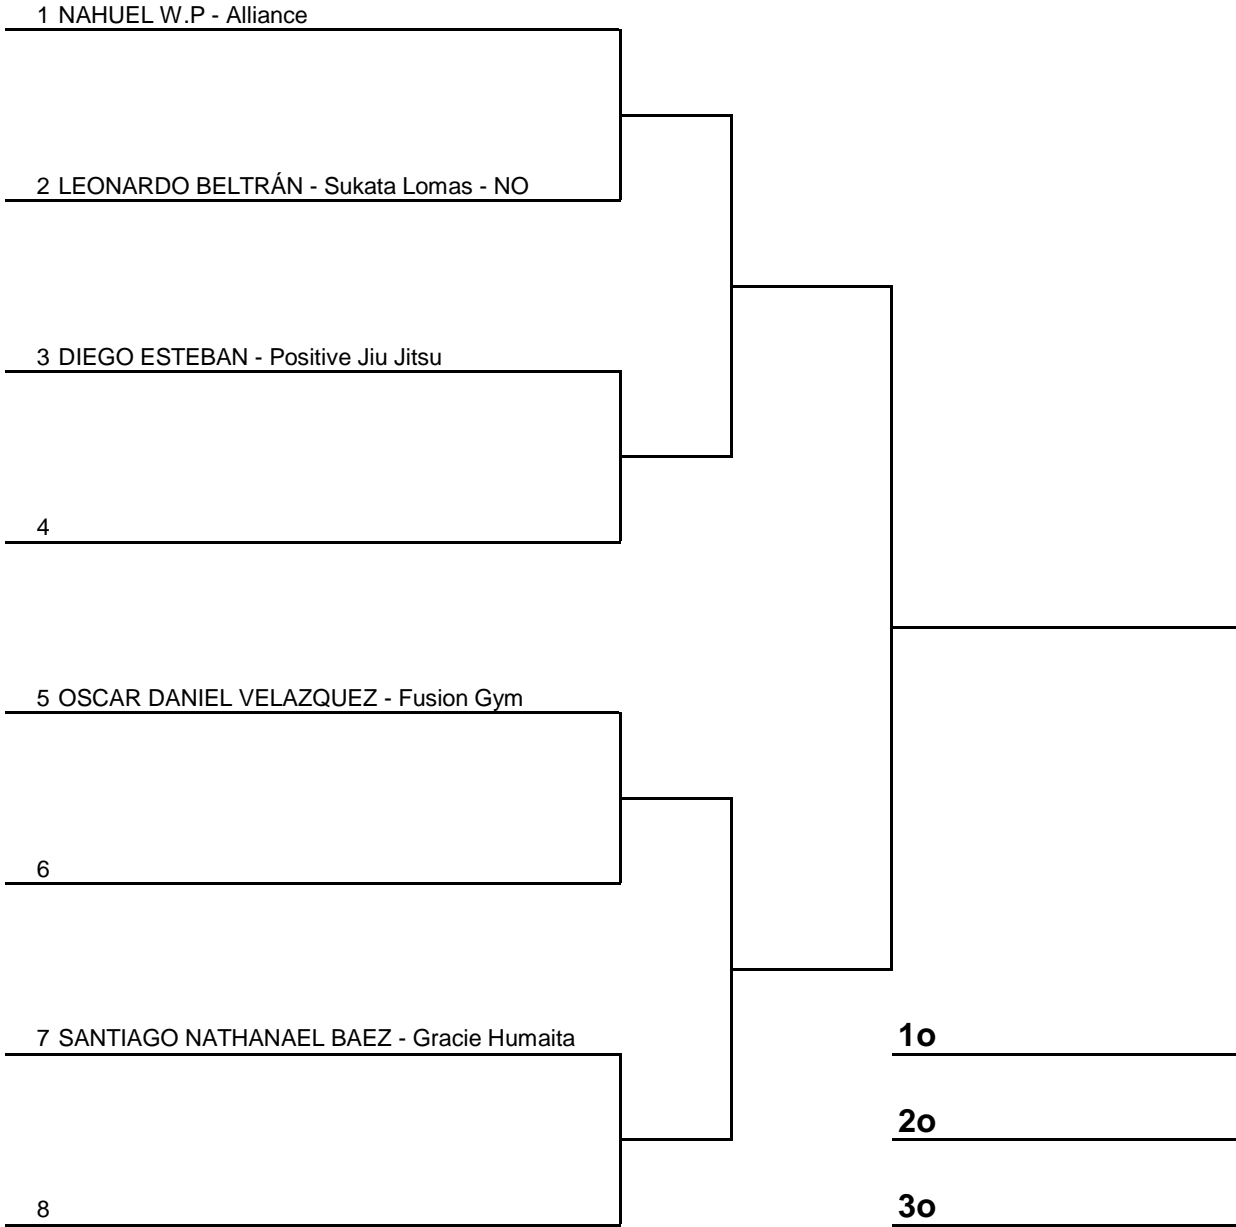 1 NAHUEL W.P - Alliance
2 LEONARDO BELTRÁN - Sukata Lomas - NO
3 DIEGO ESTEBAN - Positive Jiu Jitsu
4
5 OSCAR DANIEL VELAZQUEZ - Fusion Gym
6
7 SANTIAGO NATHANAEL BAEZ - Gracie Humaita
1o
2o
8
3o